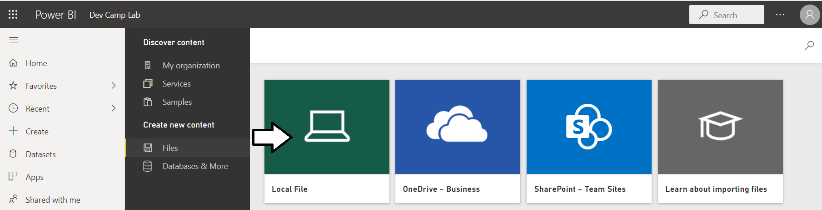 Power BI Dev Camp Lab Search ...
Home
Favorites
Recent
Create
Datasets
Apps
Shared with me
Discover content
My organization
Services
Samples
Create new content
Files
Databases & More
Local File
OneDrive – Business
S
SharePoint – Team Sites
Learn about importing files